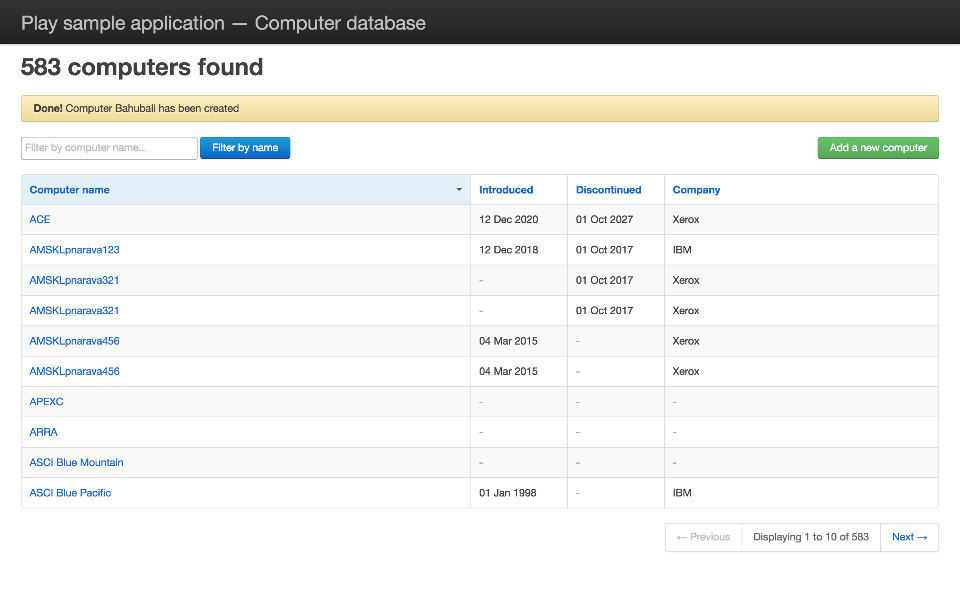 Play sample application — Computer database
583 computers found
Done! Computer Bahubali has been created
Filter by computer name... Filter by name Add a new computer
Computer name Introduced Discontinued Company
ACE 12 Dec 2020 01 Oct 2027 Xerox
AMSKLpnarava123 12 Dec 2018 01 Oct 2017 IBM
AMSKLpnarava321 - 01 Oct 2017 Xerox
AMSKLpnarava321 - 01 Oct 2017 Xerox
AMSKLpnarava456 04 Mar 2015 - Xerox
AMSKLpnarava456 04 Mar 2015 - Xerox
APEXC - - -
ARRA - - -
ASCI Blue Mountain - - -
ASCI Blue Pacific 01 Jan 1998 - IBM
← Previous Displaying 1 to 10 of 583 Next →